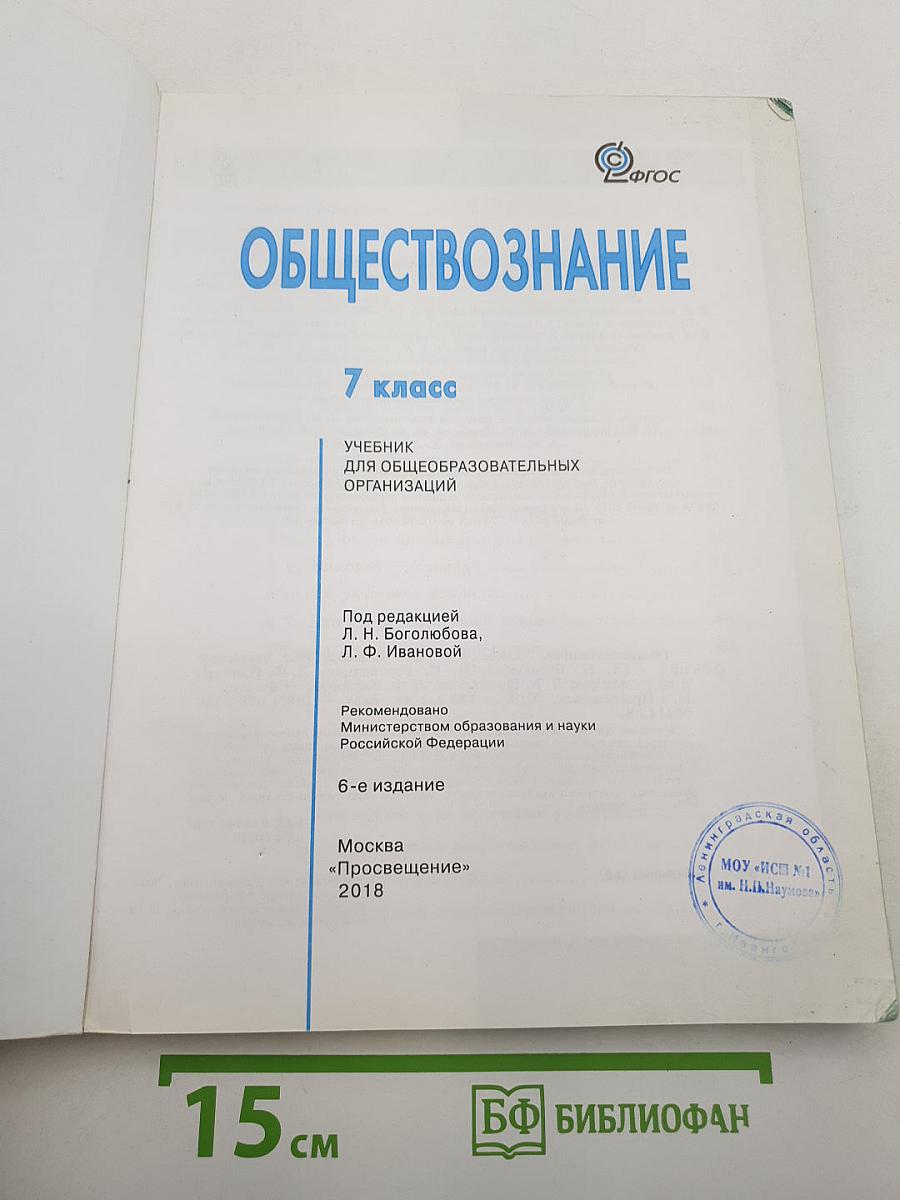 ФГОС
ОБЩЕСТВОЗНАНИЕ
7 класс
УЧЕБНИК
ДЛЯ ОБЩЕОБРАЗОВАТЕЛЬНЫХ
ОРГАНИЗАЦИЙ
Под редакцией
Л. Н. Боголюбова,
Л. Ф. Ивановой
Рекомендовано
Министерством образования и науки
Российской Федерации
6-е издание
Москва
«Просвещение»
2018
Ленинградская область
МОУ «ИСШ №1
им. Н.П.Наумова»
15 см
БФ БИБЛИОФАН